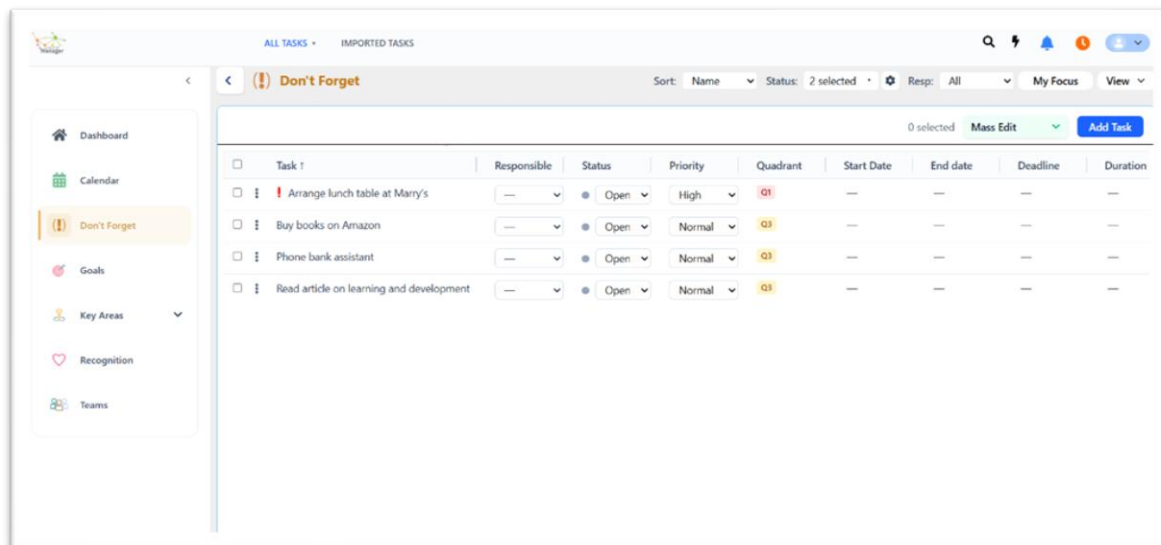 Manager
ALL TASKS
IMPORTED TASKS
Don't Forget
Sort: Name Status: 2 selected Resp: All My Focus View
0 selected Mass Edit Add Task
Dashboard
Calendar
Don't Forget
Goals
Key Areas
Recognition
Teams
Task ↑ Responsible Status Priority Quadrant Start Date End date Deadline Duration
Arrange lunch table at Marry's — Open High Q1 — — — —
Buy books on Amazon — Open Normal Q3 — — — —
Phone bank assistant — Open Normal Q3 — — — —
Read article on learning and development — Open Normal Q3 — — — —